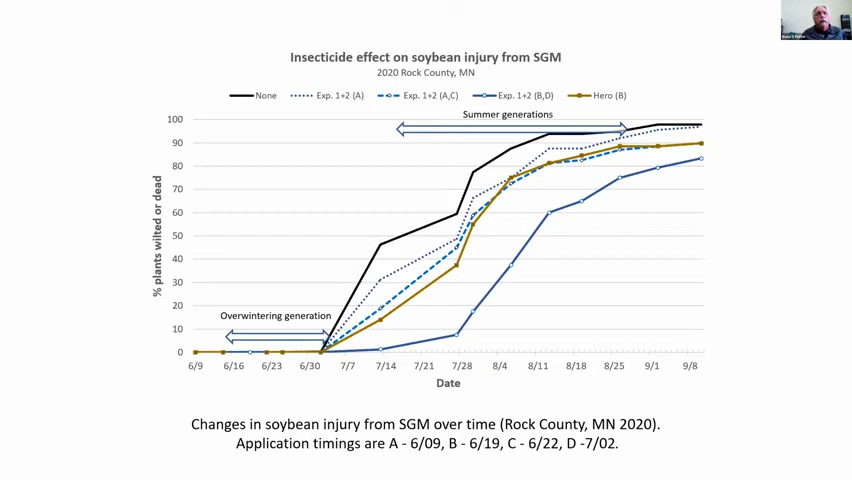 Insecticide effect on soybean injury from SGM
2020 Rock County, MN
None Exp. 1+2 (A) Exp. 1+2 (A,C) Exp. 1+2 (B,D) Hero (B)
Summer generations
100
90
80
70
60
50
40
30
20
10
0
% plants wilted or dead
Overwintering generation
6/9 6/16 6/23 6/30 7/7 7/14 7/21 7/28 8/4 8/11 8/18 8/25 9/1 9/8
Date
Changes in soybean injury from SGM over time (Rock County, MN 2020).
Application timings are A - 6/09, B - 6/19, C - 6/22, D -7/02.